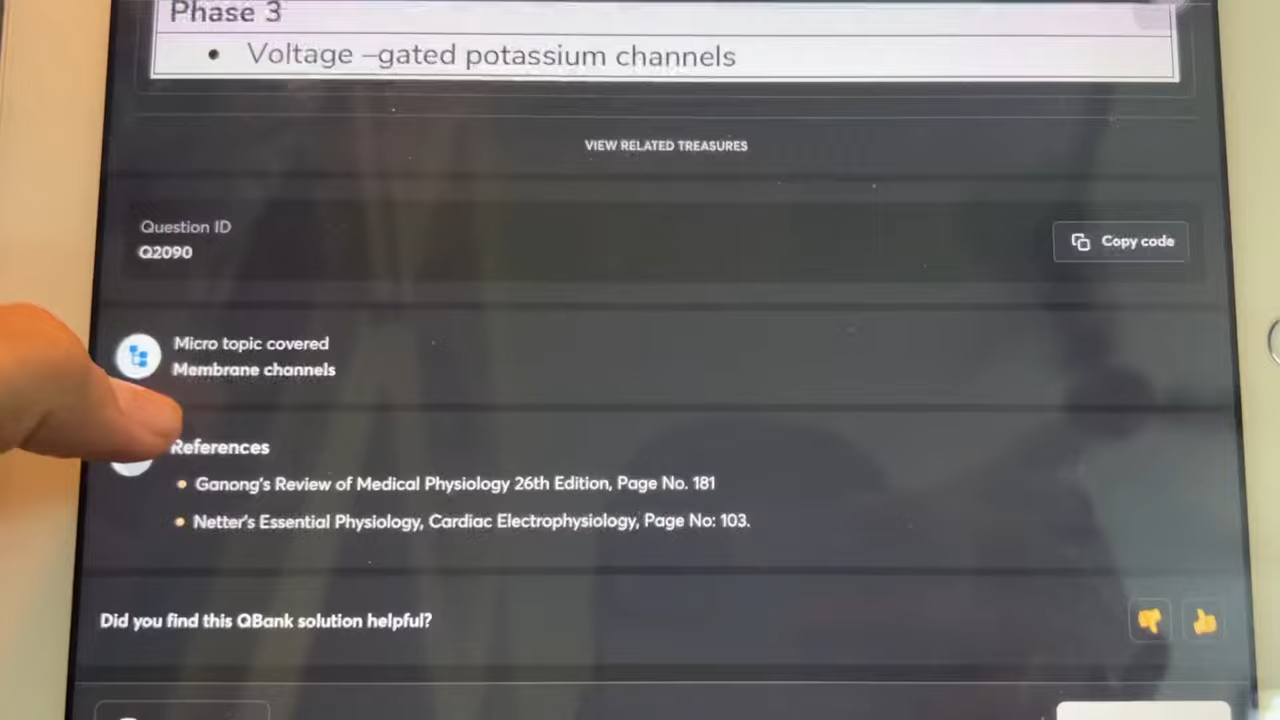 Phase 3
• Voltage –gated potassium channels
VIEW RELATED TREASURES
Question ID
Q2090
Copy code
Micro topic covered
Membrane channels
References
• Ganong's Review of Medical Physiology 26th Edition, Page No. 181
• Netter's Essential Physiology, Cardiac Electrophysiology, Page No: 103.
Did you find this QBank solution helpful?